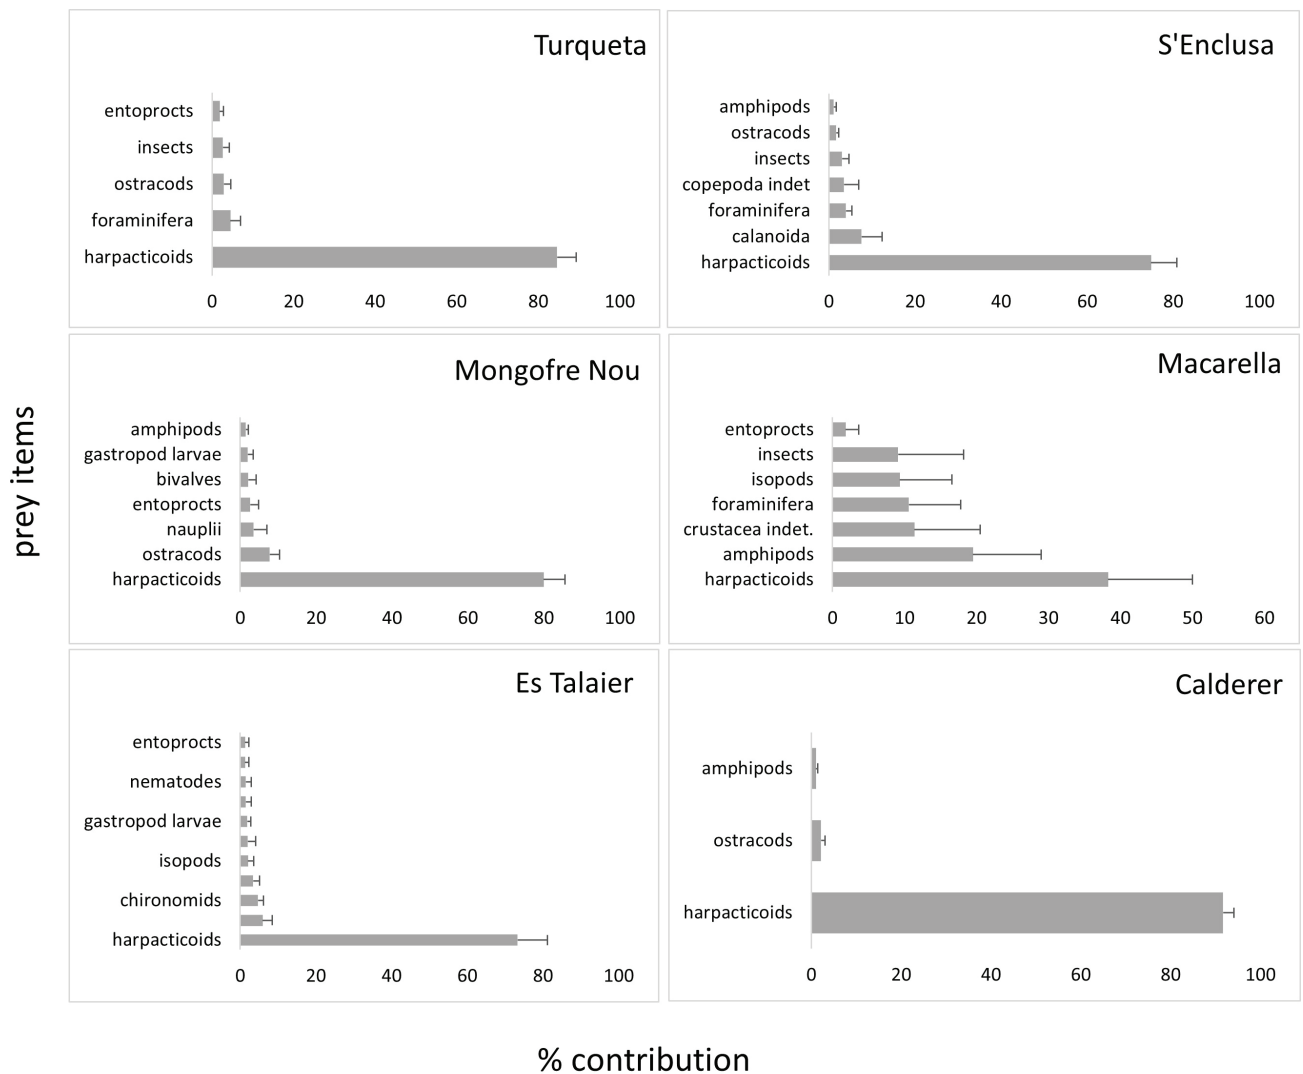 prey items
Turqueta
entoprocts
insects
ostracods
foraminifera
harpacticoids
0 20 40 60 80 100
S'Enclusa
amphipods
ostracods
insects
copepoda indet
foraminifera
calanoida
harpacticoids
0 20 40 60 80 100
Mongofre Nou
amphipods
gastropod larvae
bivalves
entoprocts
nauplii
ostracods
harpacticoids
0 20 40 60 80 100
Macarella
entoprocts
insects
isopods
foraminifera
crustacea indet.
amphipods
harpacticoids
0 10 20 30 40 50 60
Es Talaier
entoprocts
nematodes
gastropod larvae
isopods
chironomids
harpacticoids
0 20 40 60 80 100
Calderer
amphipods
ostracods
harpacticoids
0 20 40 60 80 100
% contribution